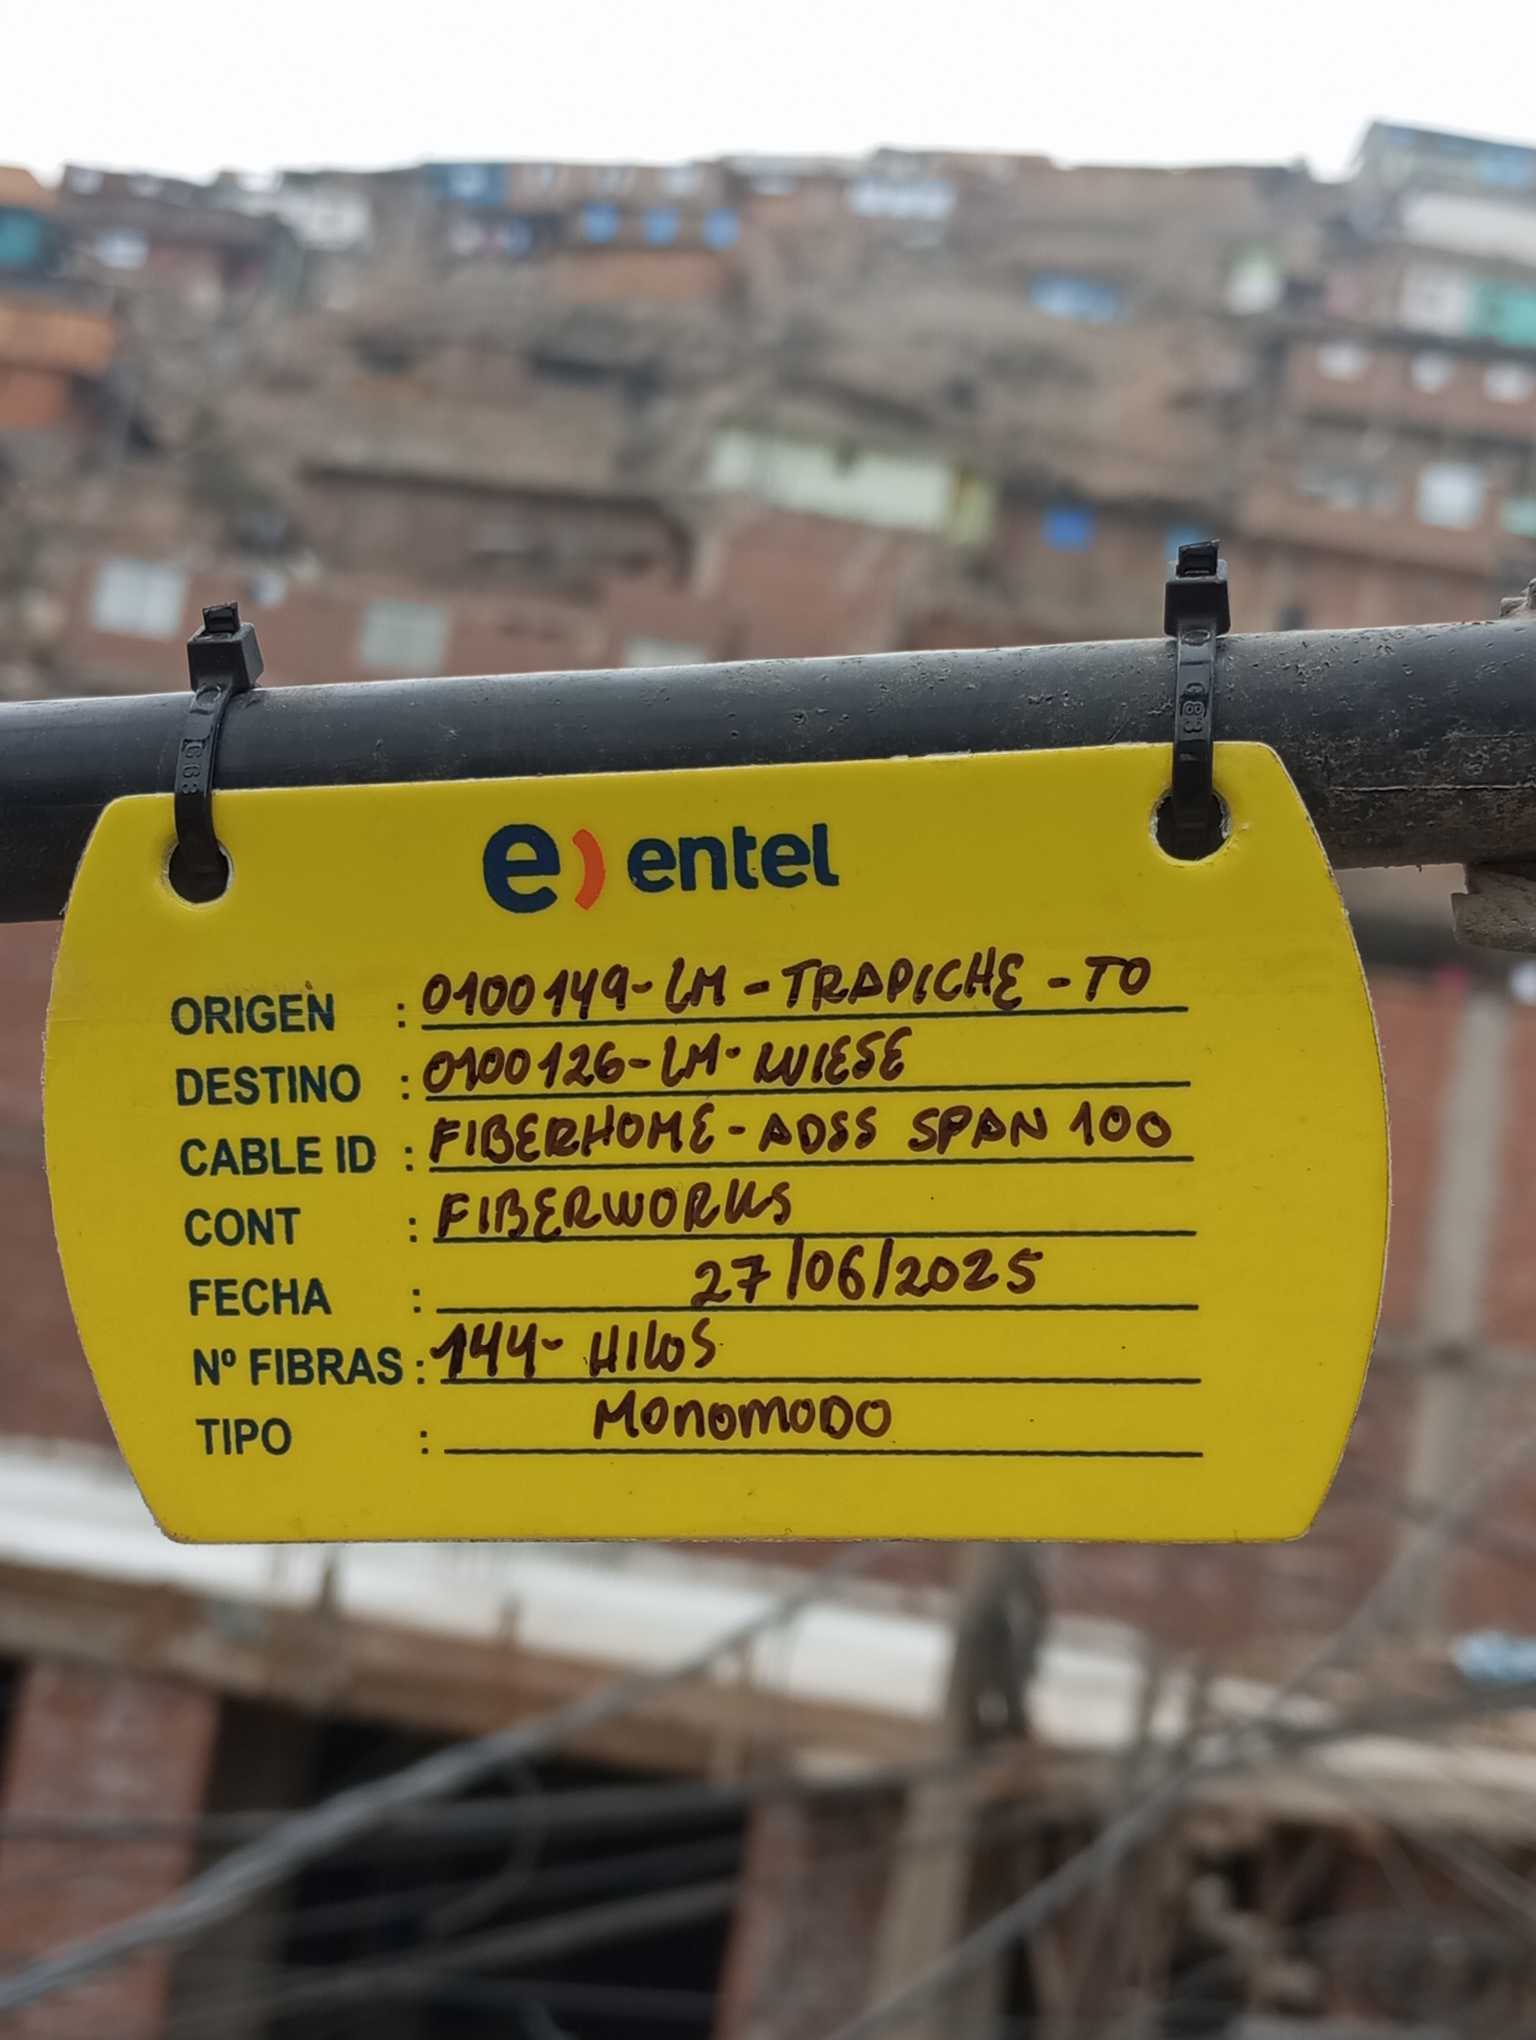 e) entel
ORIGEN : 0100149-LM-TRAPICHE-TO
DESTINO : 0100126-LM-WIESE
CABLE ID : FIBERHOME-ADSS SPAN 100
CONT : FIBERWORKS
FECHA : 27/06/2025
Nº FIBRAS : 144-HILOS
TIPO : MONOMODO